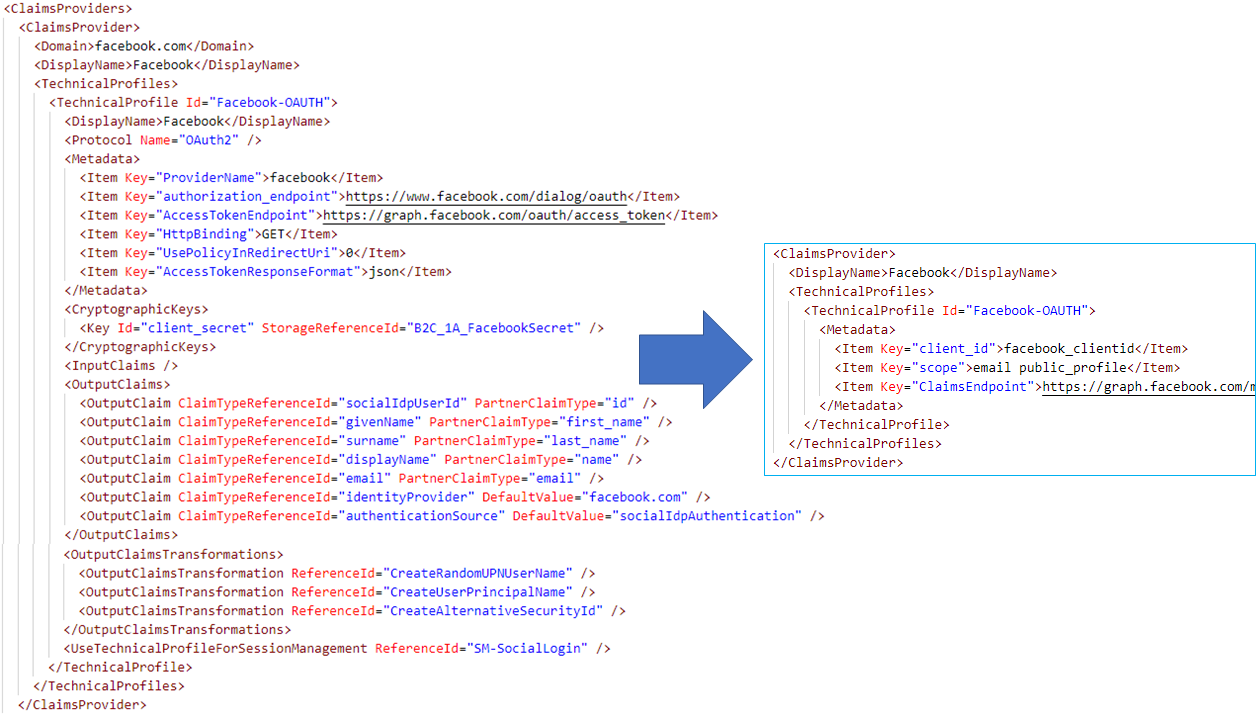 <ClaimsProviders>
<ClaimsProvider>
<Domain>facebook.com</Domain>
<DisplayName>Facebook</DisplayName>
<TechnicalProfiles>
<TechnicalProfile Id="Facebook-OAUTH">
<DisplayName>Facebook</DisplayName>
<Protocol Name="OAuth2" />
<Metadata>
<Item Key="ProviderName">facebook</Item>
<Item Key="authorization_endpoint">https://www.facebook.com/dialog/oauth</Item>
<Item Key="AccessTokenEndpoint">https://graph.facebook.com/oauth/access_token</Item>
<Item Key="HttpBinding">GET</Item>
<Item Key="UsePolicyInRedirectUri">0</Item>
<Item Key="AccessTokenResponseFormat">json</Item>
</Metadata>
<CryptographicKeys>
<Key Id="client_secret" StorageReferenceId="B2C_1A_FacebookSecret" />
</CryptographicKeys>
<InputClaims />
<OutputClaims>
<OutputClaim ClaimTypeReferenceId="socialIdpUserId" PartnerClaimType="id" />
<OutputClaim ClaimTypeReferenceId="givenName" PartnerClaimType="first_name" />
<OutputClaim ClaimTypeReferenceId="surname" PartnerClaimType="last_name" />
<OutputClaim ClaimTypeReferenceId="displayName" PartnerClaimType="name" />
<OutputClaim ClaimTypeReferenceId="email" PartnerClaimType="email" />
<OutputClaim ClaimTypeReferenceId="identityProvider" DefaultValue="facebook.com" />
<OutputClaim ClaimTypeReferenceId="authenticationSource" DefaultValue="socialIdpAuthentication" />
</OutputClaims>
<OutputClaimsTransformations>
<OutputClaimsTransformation ReferenceId="CreateRandomUPNUserName" />
<OutputClaimsTransformation ReferenceId="CreateUserPrincipalName" />
<OutputClaimsTransformation ReferenceId="CreateAlternativeSecurityId" />
</OutputClaimsTransformations>
<UseTechnicalProfileForSessionManagement ReferenceId="SM-SocialLogin" />
</TechnicalProfile>
</TechnicalProfiles>
</ClaimsProvider>
<ClaimsProvider>
<DisplayName>Facebook</DisplayName>
<TechnicalProfiles>
<TechnicalProfile Id="Facebook-OAUTH">
<Metadata>
<Item Key="client_id">facebook_clientid</Item>
<Item Key="scope">email public_profile</Item>
<Item Key="ClaimsEndpoint">https://graph.facebook.com/m
</Metadata>
</TechnicalProfile>
</TechnicalProfiles>
</ClaimsProvider>